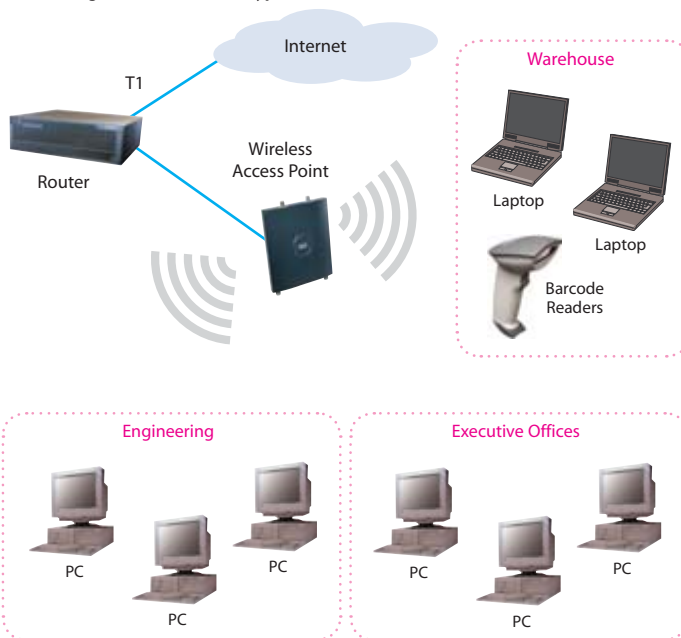 Internet
Warehouse
T1
Wireless
Access Point
Router
Laptop
Laptop
Barcode
Readers
Engineering
Executive Offices
PC
PC
PC
PC
PC
PC